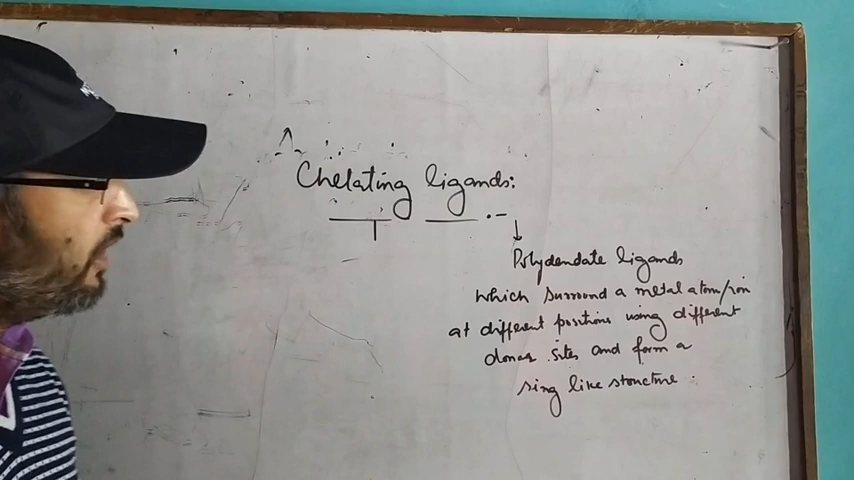 Chelating ligands:
Polydendate ligands
which surround a metal atom/ion
at different positions using different
donar sites and form a
ring like structure.